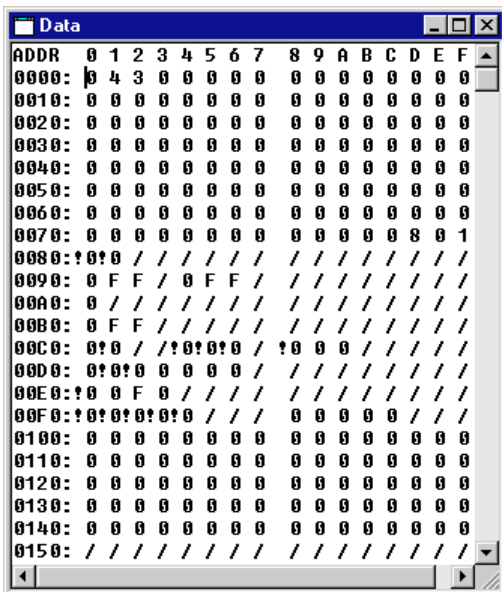 Data
ADDR 0 1 2 3 4 5 6 7 8 9 A B C D E F
0000: 0 4 3 0 0 0 0 0 0 0 0 0 0 0 0 0
0010: 0 0 0 0 0 0 0 0 0 0 0 0 0 0 0 0
0020: 0 0 0 0 0 0 0 0 0 0 0 0 0 0 0 0
0030: 0 0 0 0 0 0 0 0 0 0 0 0 0 0 0 0
0040: 0 0 0 0 0 0 0 0 0 0 0 0 0 0 0 0
0050: 0 0 0 0 0 0 0 0 0 0 0 0 0 0 0 0
0060: 0 0 0 0 0 0 0 0 0 0 0 0 0 0 0 0
0070: 0 0 0 0 0 0 0 0 0 0 0 0 0 8 0 1
0080:!0!0 / / / / / / / / / / / / / /
0090: 0 F F / 0 F F / / / / / / / / /
00A0: 0 / / / / / / / / / / / / / / /
00B0: 0 F F / / / / / / / / / / / / /
00C0: 0!0 / /!0!0!0 / !0 0 0 / / / / /
00D0: 0!0!0 0 0 0 0 / / / / / / / / /
00E0:!0 0 F 0 / / / / / / / / / / / /
00F0:!0!0!0!0!0 / / / 0 0 0 0 0 / / /
0100: 0 0 0 0 0 0 0 0 0 0 0 0 0 0 0 0
0110: 0 0 0 0 0 0 0 0 0 0 0 0 0 0 0 0
0120: 0 0 0 0 0 0 0 0 0 0 0 0 0 0 0 0
0130: 0 0 0 0 0 0 0 0 0 0 0 0 0 0 0 0
0140: 0 0 0 0 0 0 0 0 0 0 0 0 0 0 0 0
0150: / / / / / / / / / / / / / / / /